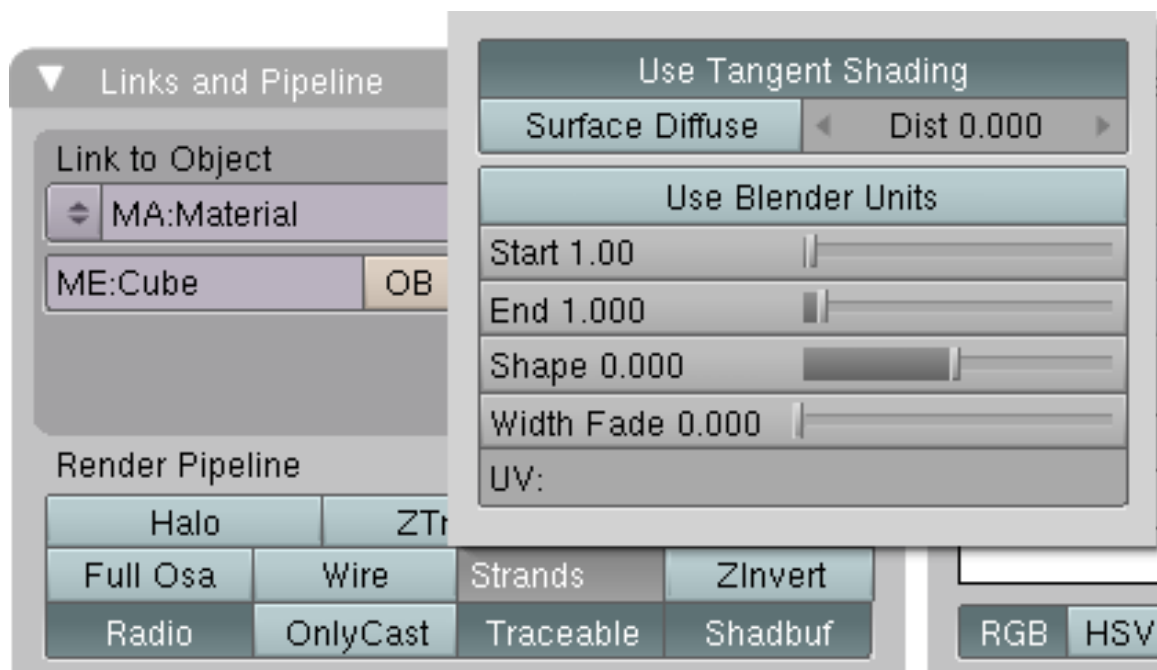 Links and Pipeline
Link to Object
MA:Material
ME:Cube
OB
Use Tangent Shading
Surface Diffuse
Dist 0.000
Use Blender Units
Start 1.00
End 1.000
Shape 0.000
Width Fade 0.000
UV:
Render Pipeline
Halo
ZTr
Full Osa
Wire
Strands
ZInvert
Radio
OnlyCast
Traceable
Shadbuf
RGB
HSV